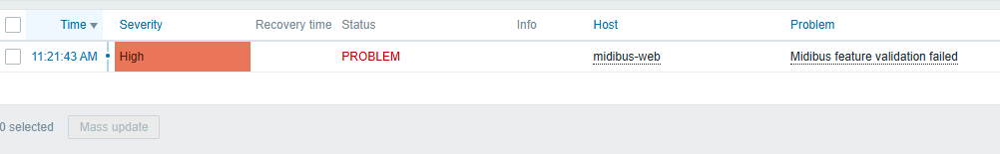 Time Severity Recovery time Status Info Host Problem
11:21:43 AM High PROBLEM midibus-web Midibus feature validation failed
0 selected Mass update